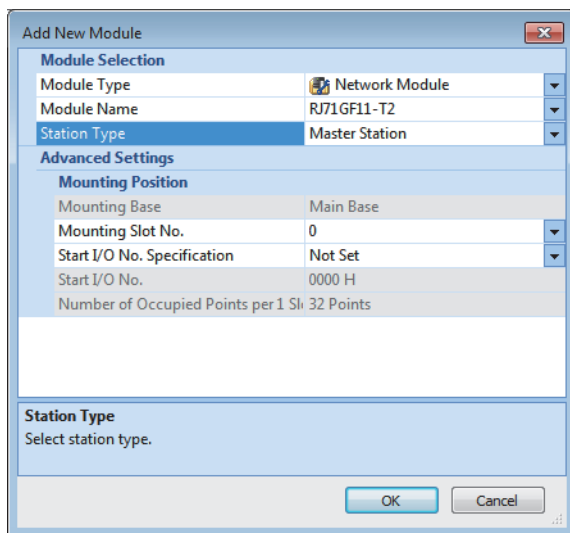 Add New Module
Module Selection
Module Type Network Module
Module Name RJ71GF11-T2
Station Type Master Station
Advanced Settings
Mounting Position
Mounting Base Main Base
Mounting Slot No. 0
Start I/O No. Specification Not Set
Start I/O No. 0000 H
Number of Occupied Points per 1 Sl 32 Points
Station Type
Select station type.
OK Cancel